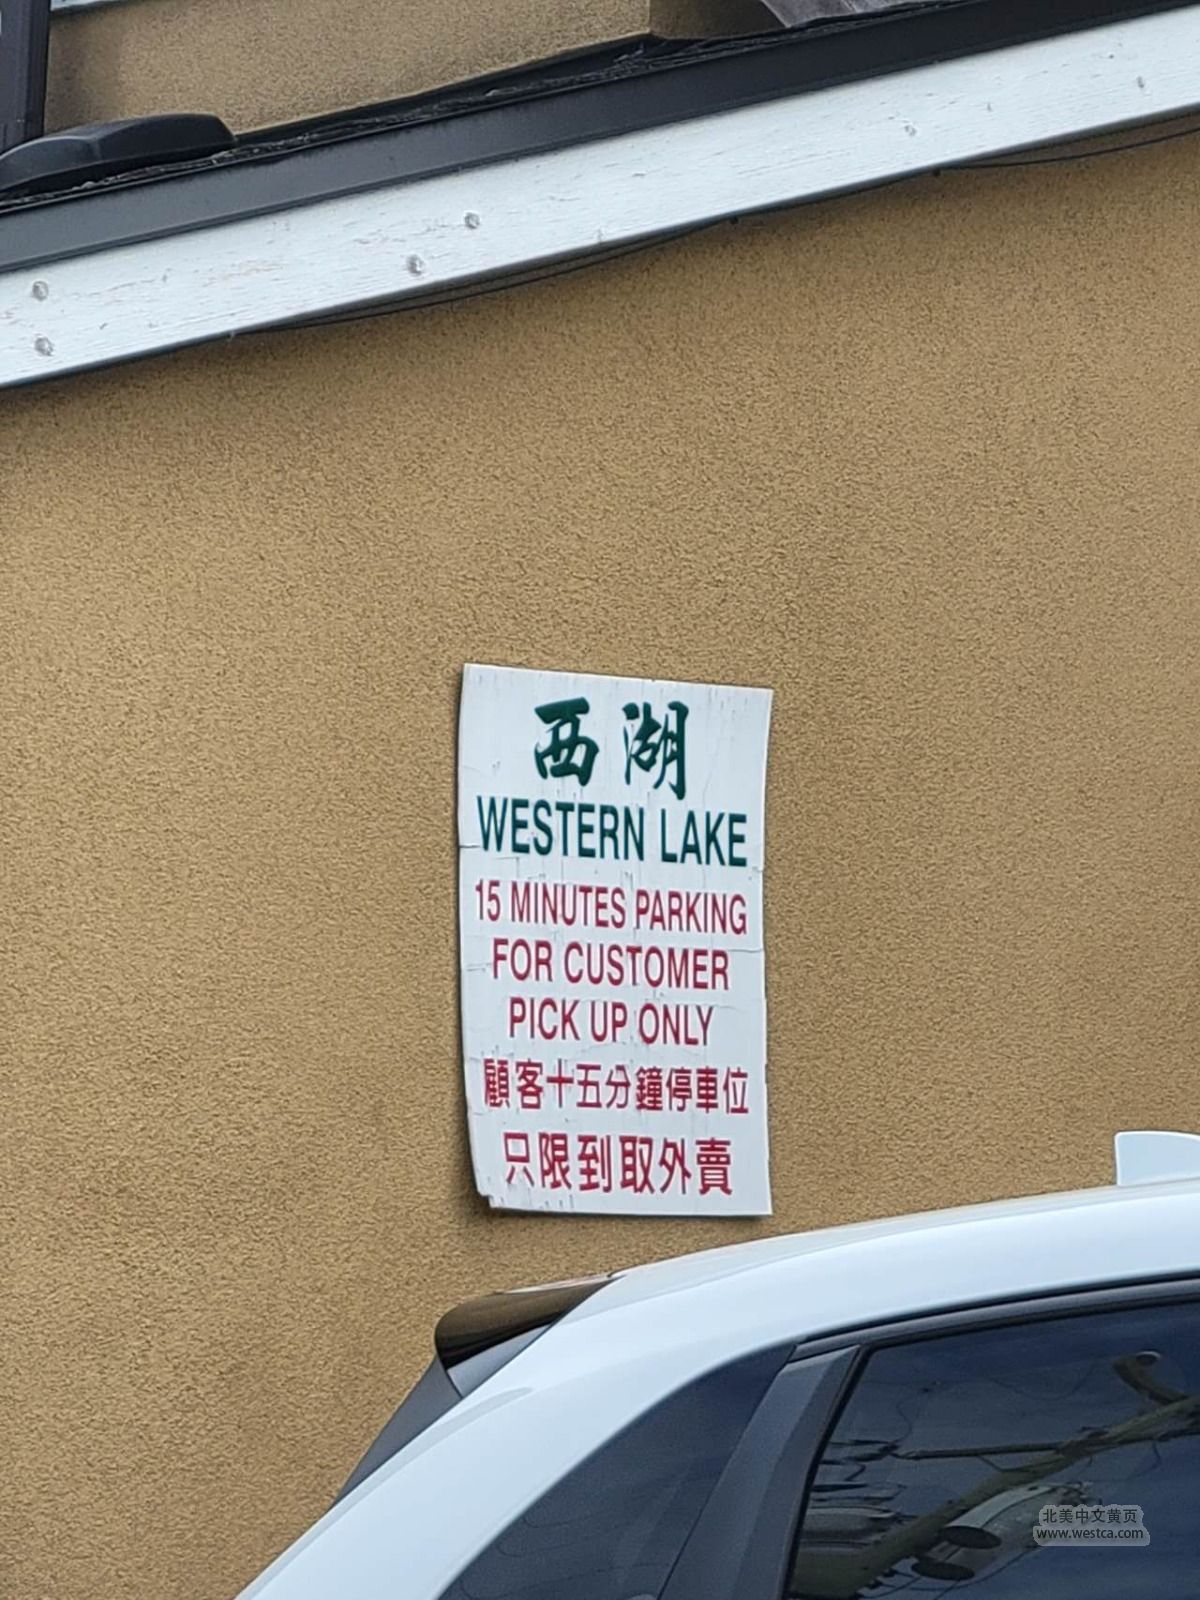 西湖
WESTERN LAKE
15 MINUTES PARKING
FOR CUSTOMER
PICK UP ONLY
顧客十五分鐘停車位
只限到取外賣
北美中文黄页
www.westca.com